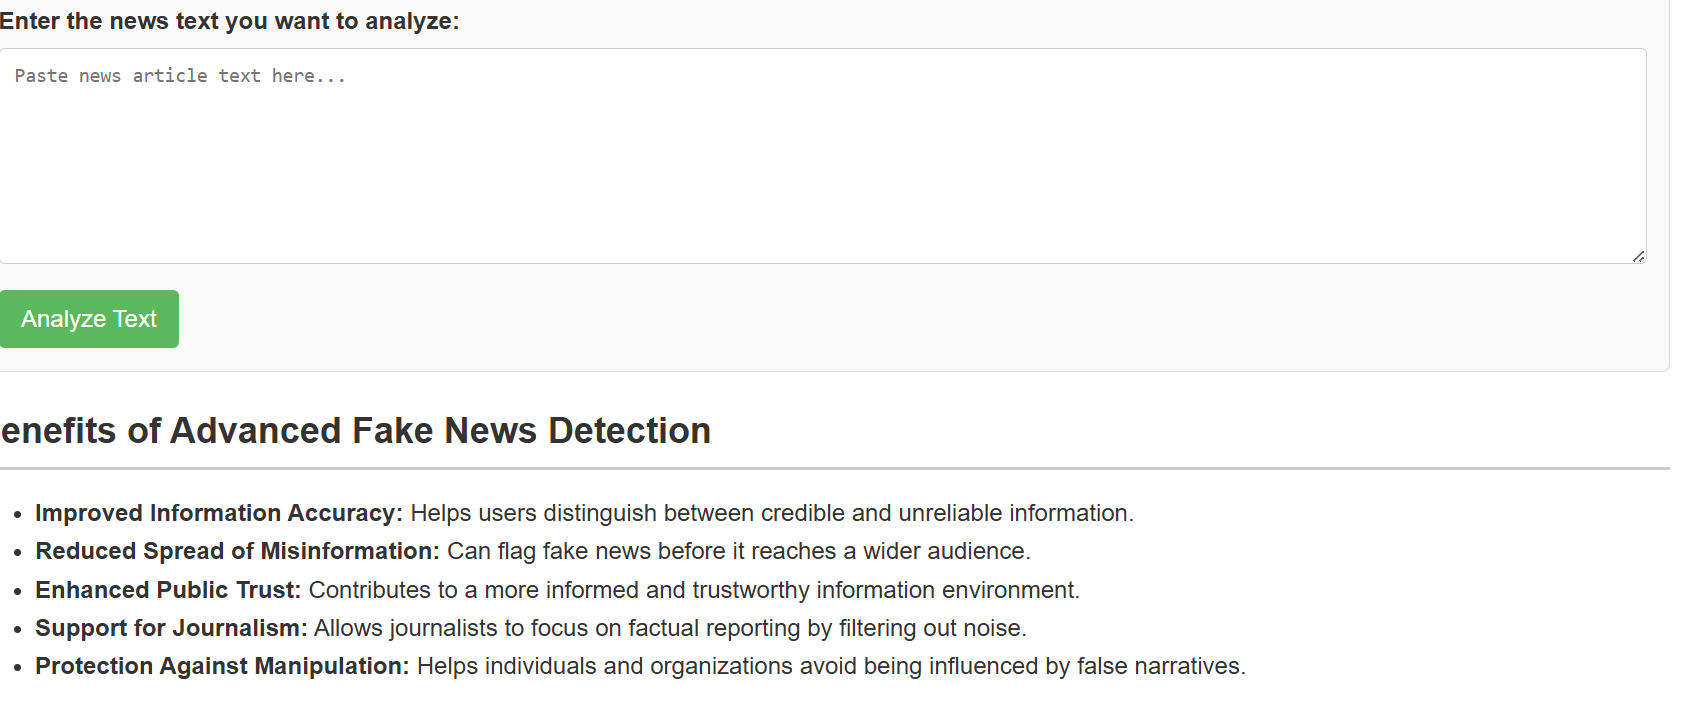 Enter the news text you want to analyze:
Paste news article text here...
Analyze Text
enefits of Advanced Fake News Detection
• Improved Information Accuracy: Helps users distinguish between credible and unreliable information.
• Reduced Spread of Misinformation: Can flag fake news before it reaches a wider audience.
• Enhanced Public Trust: Contributes to a more informed and trustworthy information environment.
• Support for Journalism: Allows journalists to focus on factual reporting by filtering out noise.
• Protection Against Manipulation: Helps individuals and organizations avoid being influenced by false narratives.